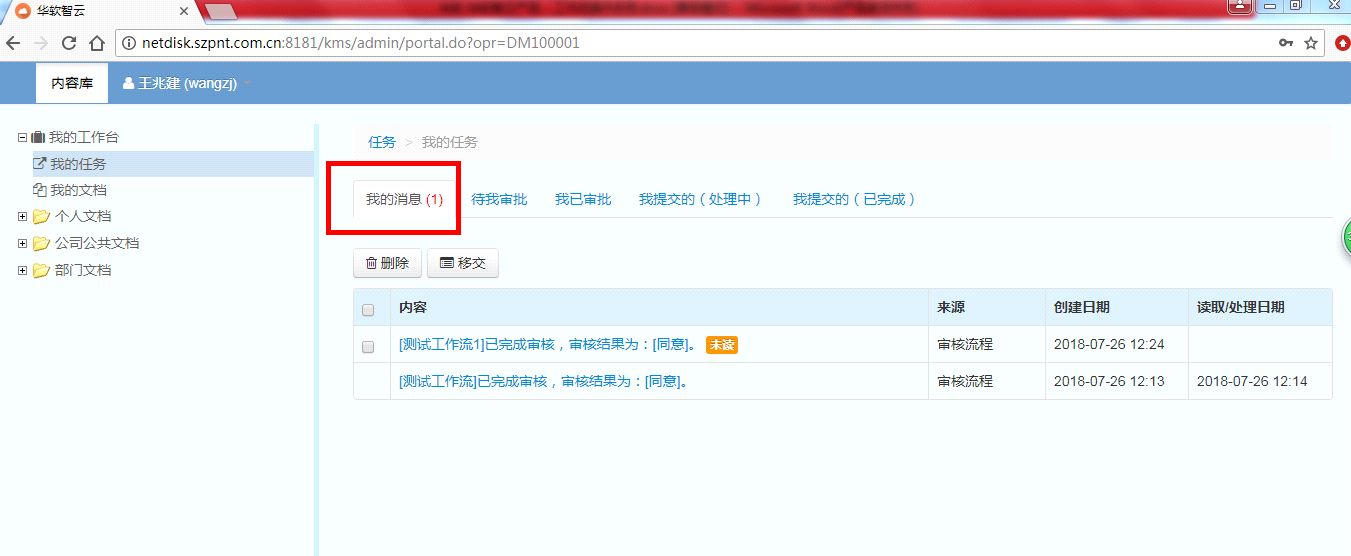 华软智云
netdisk.szpnt.com.cn:8181/kms/admin/portal.do?opr=DM100001
内容库 王兆建 (wangzj)
我的工作台
我的任务
我的文档
个人文档
公司公共文档
部门文档
任务 > 我的任务
我的消息 (1) 待我审批 我已审批 我提交的（处理中） 我提交的（已完成）
删除 移交
内容 来源 创建日期 读取/处理日期
[测试工作流1]已完成审核，审核结果为：[同意]。 未读 审核流程 2018-07-26 12:24
[测试工作流]已完成审核，审核结果为：[同意]。 审核流程 2018-07-26 12:13 2018-07-26 12:14